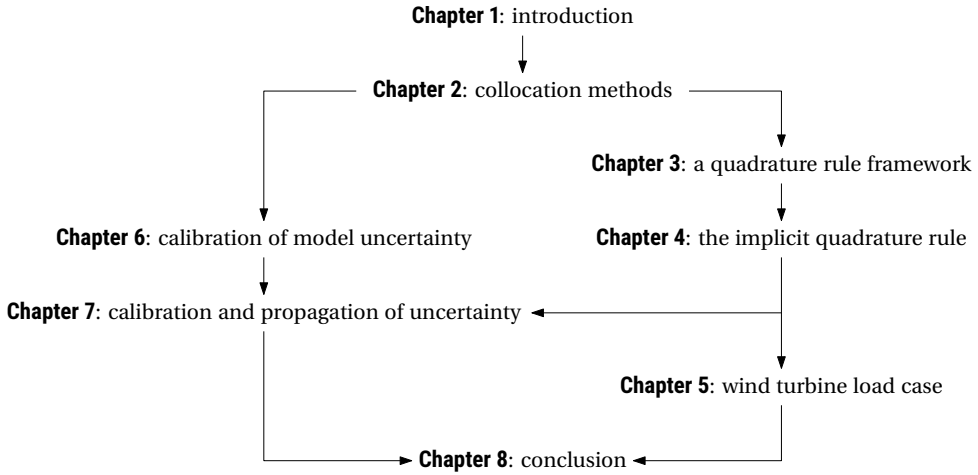 Chapter 1: introduction
Chapter 2: collocation methods
Chapter 3: a quadrature rule framework
Chapter 6: calibration of model uncertainty
Chapter 4: the implicit quadrature rule
Chapter 7: calibration and propagation of uncertainty
Chapter 5: wind turbine load case
Chapter 8: conclusion